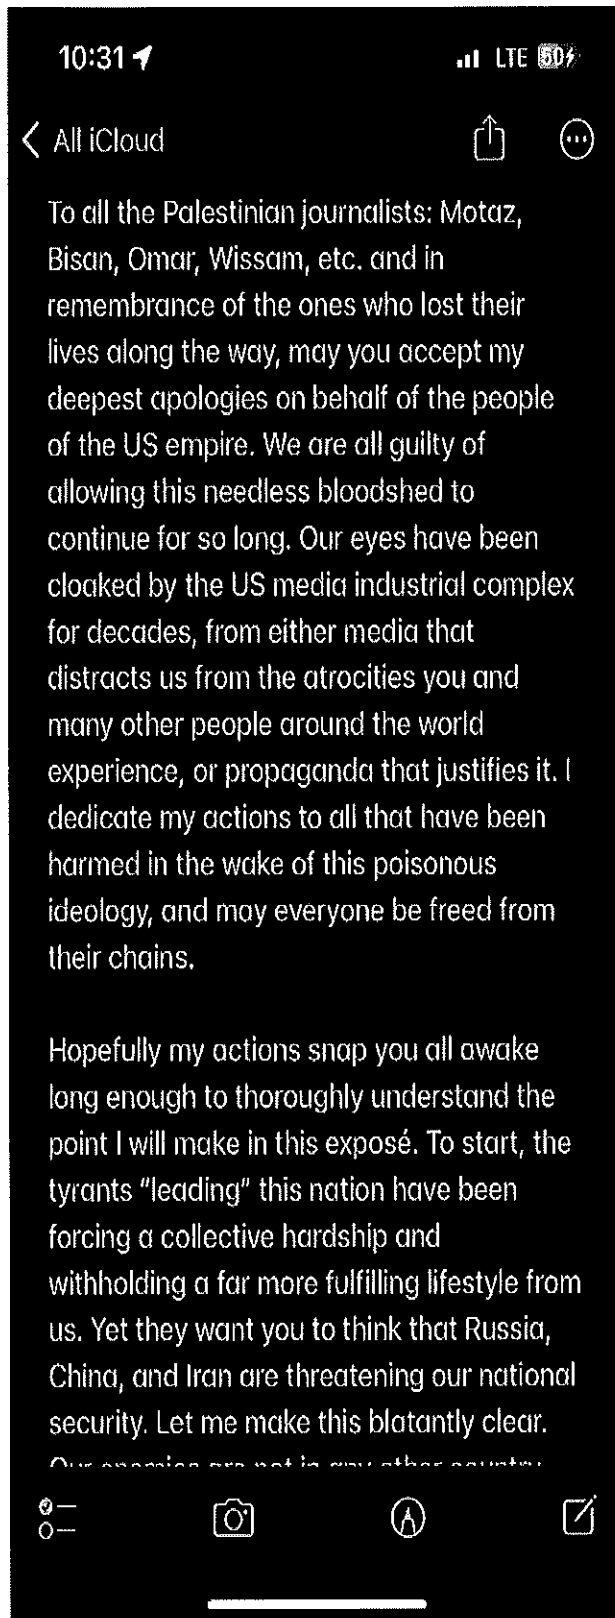 10:31
LTE 50
All iCloud
To all the Palestinian journalists: Motaz,
Bisan, Omar, Wissam, etc. and in
remembrance of the ones who lost their
lives along the way, may you accept my
deepest apologies on behalf of the people
of the US empire. We are all guilty of
allowing this needless bloodshed to
continue for so long. Our eyes have been
cloaked by the US media industrial complex
for decades, from either media that
distracts us from the atrocities you and
many other people around the world
experience, or propaganda that justifies it. I
dedicate my actions to all that have been
harmed in the wake of this poisonous
ideology, and may everyone be freed from
their chains.
Hopefully my actions snap you all awake
long enough to thoroughly understand the
point I will make in this exposé. To start, the
tyrants "leading" this nation have been
forcing a collective hardship and
withholding a far more fulfilling lifestyle from
us. Yet they want you to think that Russia,
China, and Iran are threatening our national
security. Let me make this blatantly clear.
Our enemies are not in any other country